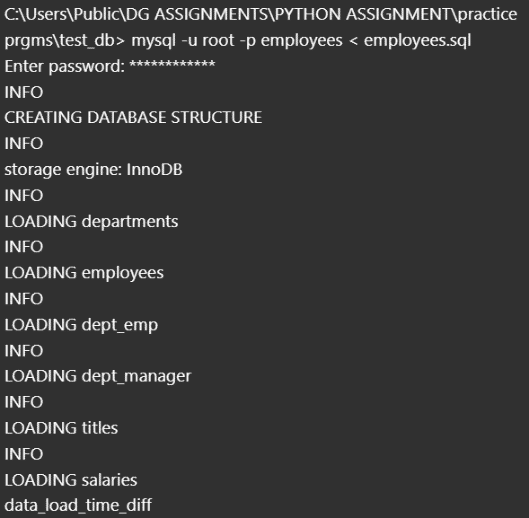 C:\Users\Public\DG ASSIGNMENTS\PYTHON ASSIGNMENT\practice
prgms\test_db> mysql -u root -p employees < employees.sql
Enter password: ************
INFO
CREATING DATABASE STRUCTURE
INFO
storage engine: InnoDB
INFO
LOADING departments
INFO
LOADING employees
INFO
LOADING dept_emp
INFO
LOADING dept_manager
INFO
LOADING titles
INFO
LOADING salaries
data_load_time_diff